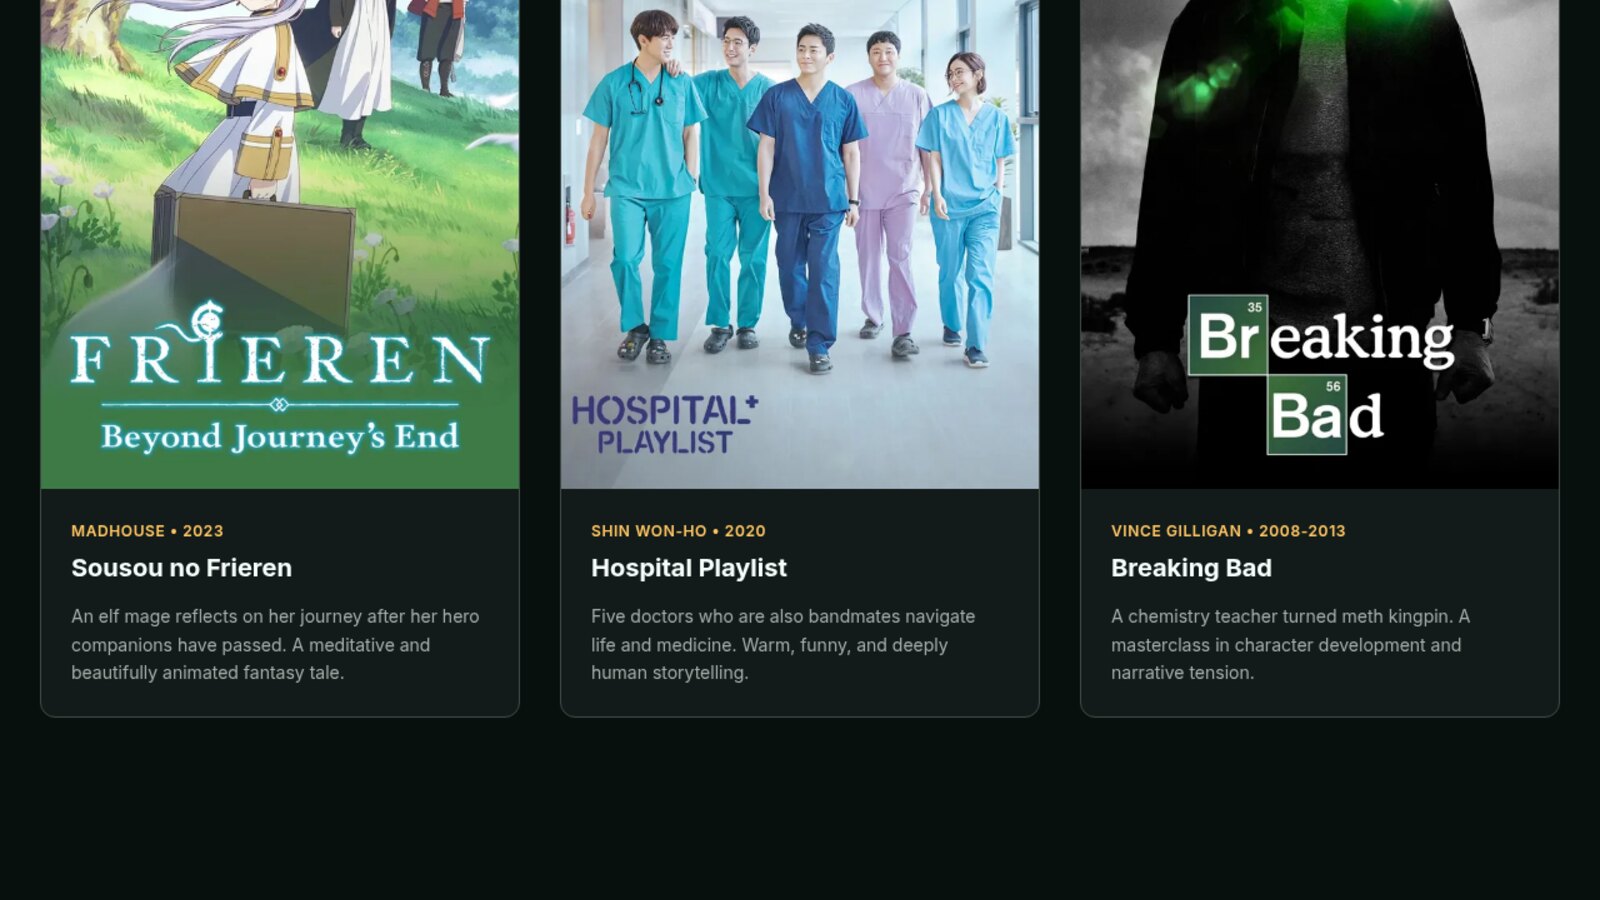 FRIEREN
Beyond Journey's End
MADHOUSE • 2023
Sousou no Frieren
An elf mage reflects on her journey after her hero
companions have passed. A meditative and
beautifully animated fantasy tale.
HOSPITAL+
PLAYLIST
SHIN WON-HO • 2020
Hospital Playlist
Five doctors who are also bandmates navigate
life and medicine. Warm, funny, and deeply
human storytelling.
35
Breaking
56
Bad
VINCE GILLIGAN • 2008-2013
Breaking Bad
A chemistry teacher turned meth kingpin. A
masterclass in character development and
narrative tension.